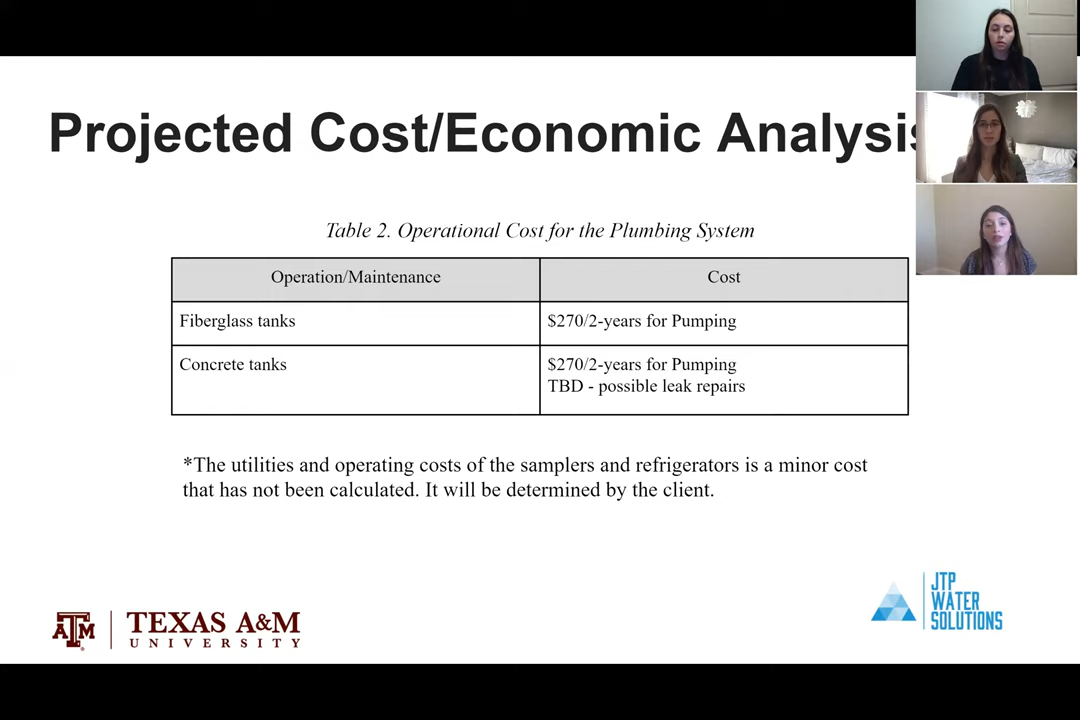 Projected Cost/Economic Analysis
Table 2. Operational Cost for the Plumbing System
Operation/Maintenance
Cost
Fiberglass tanks
$270/2-years for Pumping
Concrete tanks
$270/2-years for Pumping
TBD - possible leak repairs
*The utilities and operating costs of the samplers and refrigerators is a minor cost
that has not been calculated. It will be determined by the client.
ATM
TEXAS A&M
UNIVERSITY
JTP
WATER
SOLUTIONS